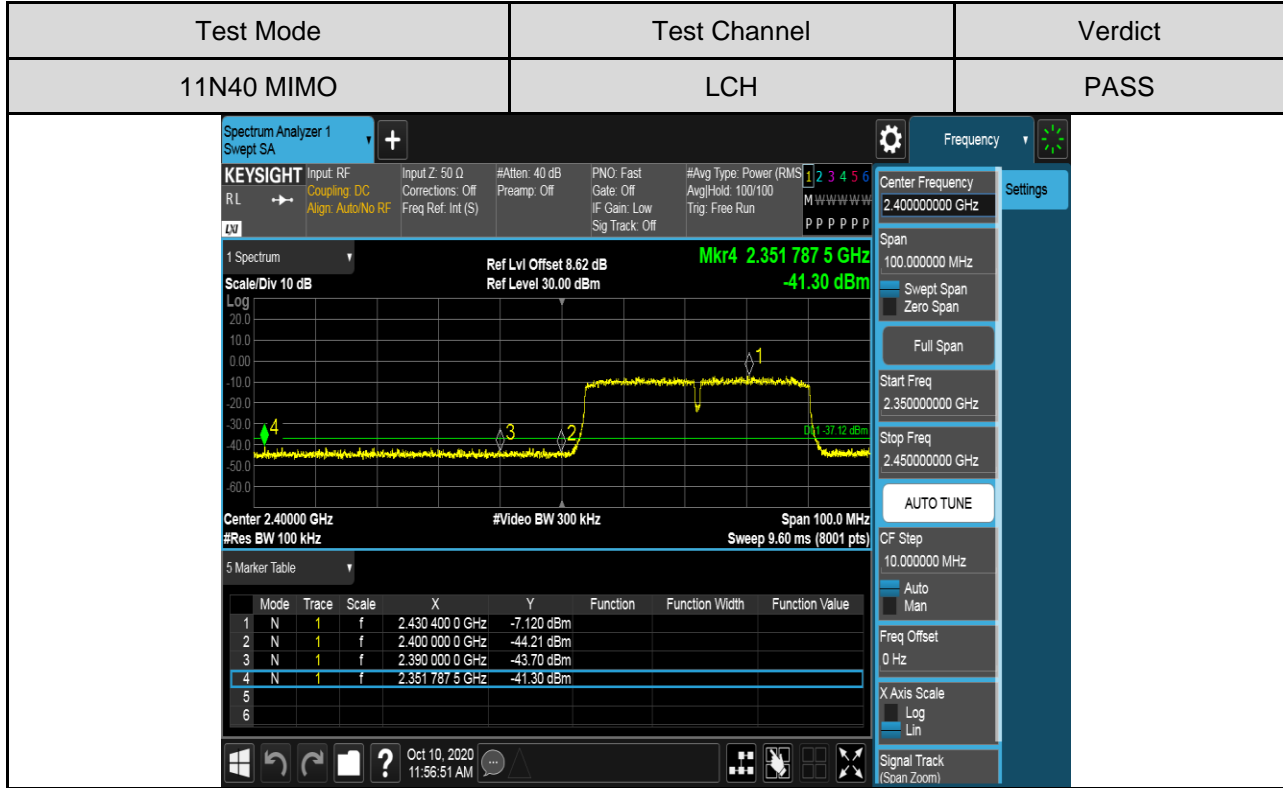 Test Mode Test Channel Verdict
11N40 MIMO LCH PASS
Spectrum Analyzer 1
Swept SA
Frequency
KEYSIGHT
RL
LXI
Input: RF
Coupling: DC
Align: Auto/No RF
Input Z: 50 Ω
Corrections: Off
Freq Ref: Int (S)
#Atten: 40 dB
Preamp: Off
PNO: Fast
Gate: Off
IF Gain: Low
Sig Track: Off
#Avg Type: Power (RMS
Avg|Hold: 100/100
Trig: Free Run
1 2 3 4 5 6
M W W W W W
P P P P P P
1 Spectrum
Scale/Div 10 dB
Ref Lvl Offset 8.62 dB
Ref Level 30.00 dBm
Mkr4 2.351 787 5 GHz
-41.30 dBm
Log
20.0
10.0
0.00
-10.0
-20.0
-30.0
-40.0
-50.0
-60.0
1
2
3
4
DL1 -37.12 dBm
Center 2.40000 GHz #Video BW 300 kHz Span 100.0 MHz
#Res BW 100 kHz Sweep 9.60 ms (8001 pts)
5 Marker Table
Mode Trace Scale X Y Function Function Width Function Value
1 N 1 f 2.430 400 0 GHz -7.120 dBm
2 N 1 f 2.400 000 0 GHz -44.21 dBm
3 N 1 f 2.390 000 0 GHz -43.70 dBm
4 N 1 f 2.351 787 5 GHz -41.30 dBm
5
6
Oct 10, 2020
11:56:51 AM
Settings
Center Frequency
2.400000000 GHz
Span
100.000000 MHz
Swept Span
Zero Span
Full Span
Start Freq
2.350000000 GHz
Stop Freq
2.450000000 GHz
AUTO TUNE
CF Step
10.000000 MHz
Auto
Man
Freq Offset
0 Hz
X Axis Scale
Log
Lin
Signal Track
(Span Zoom)